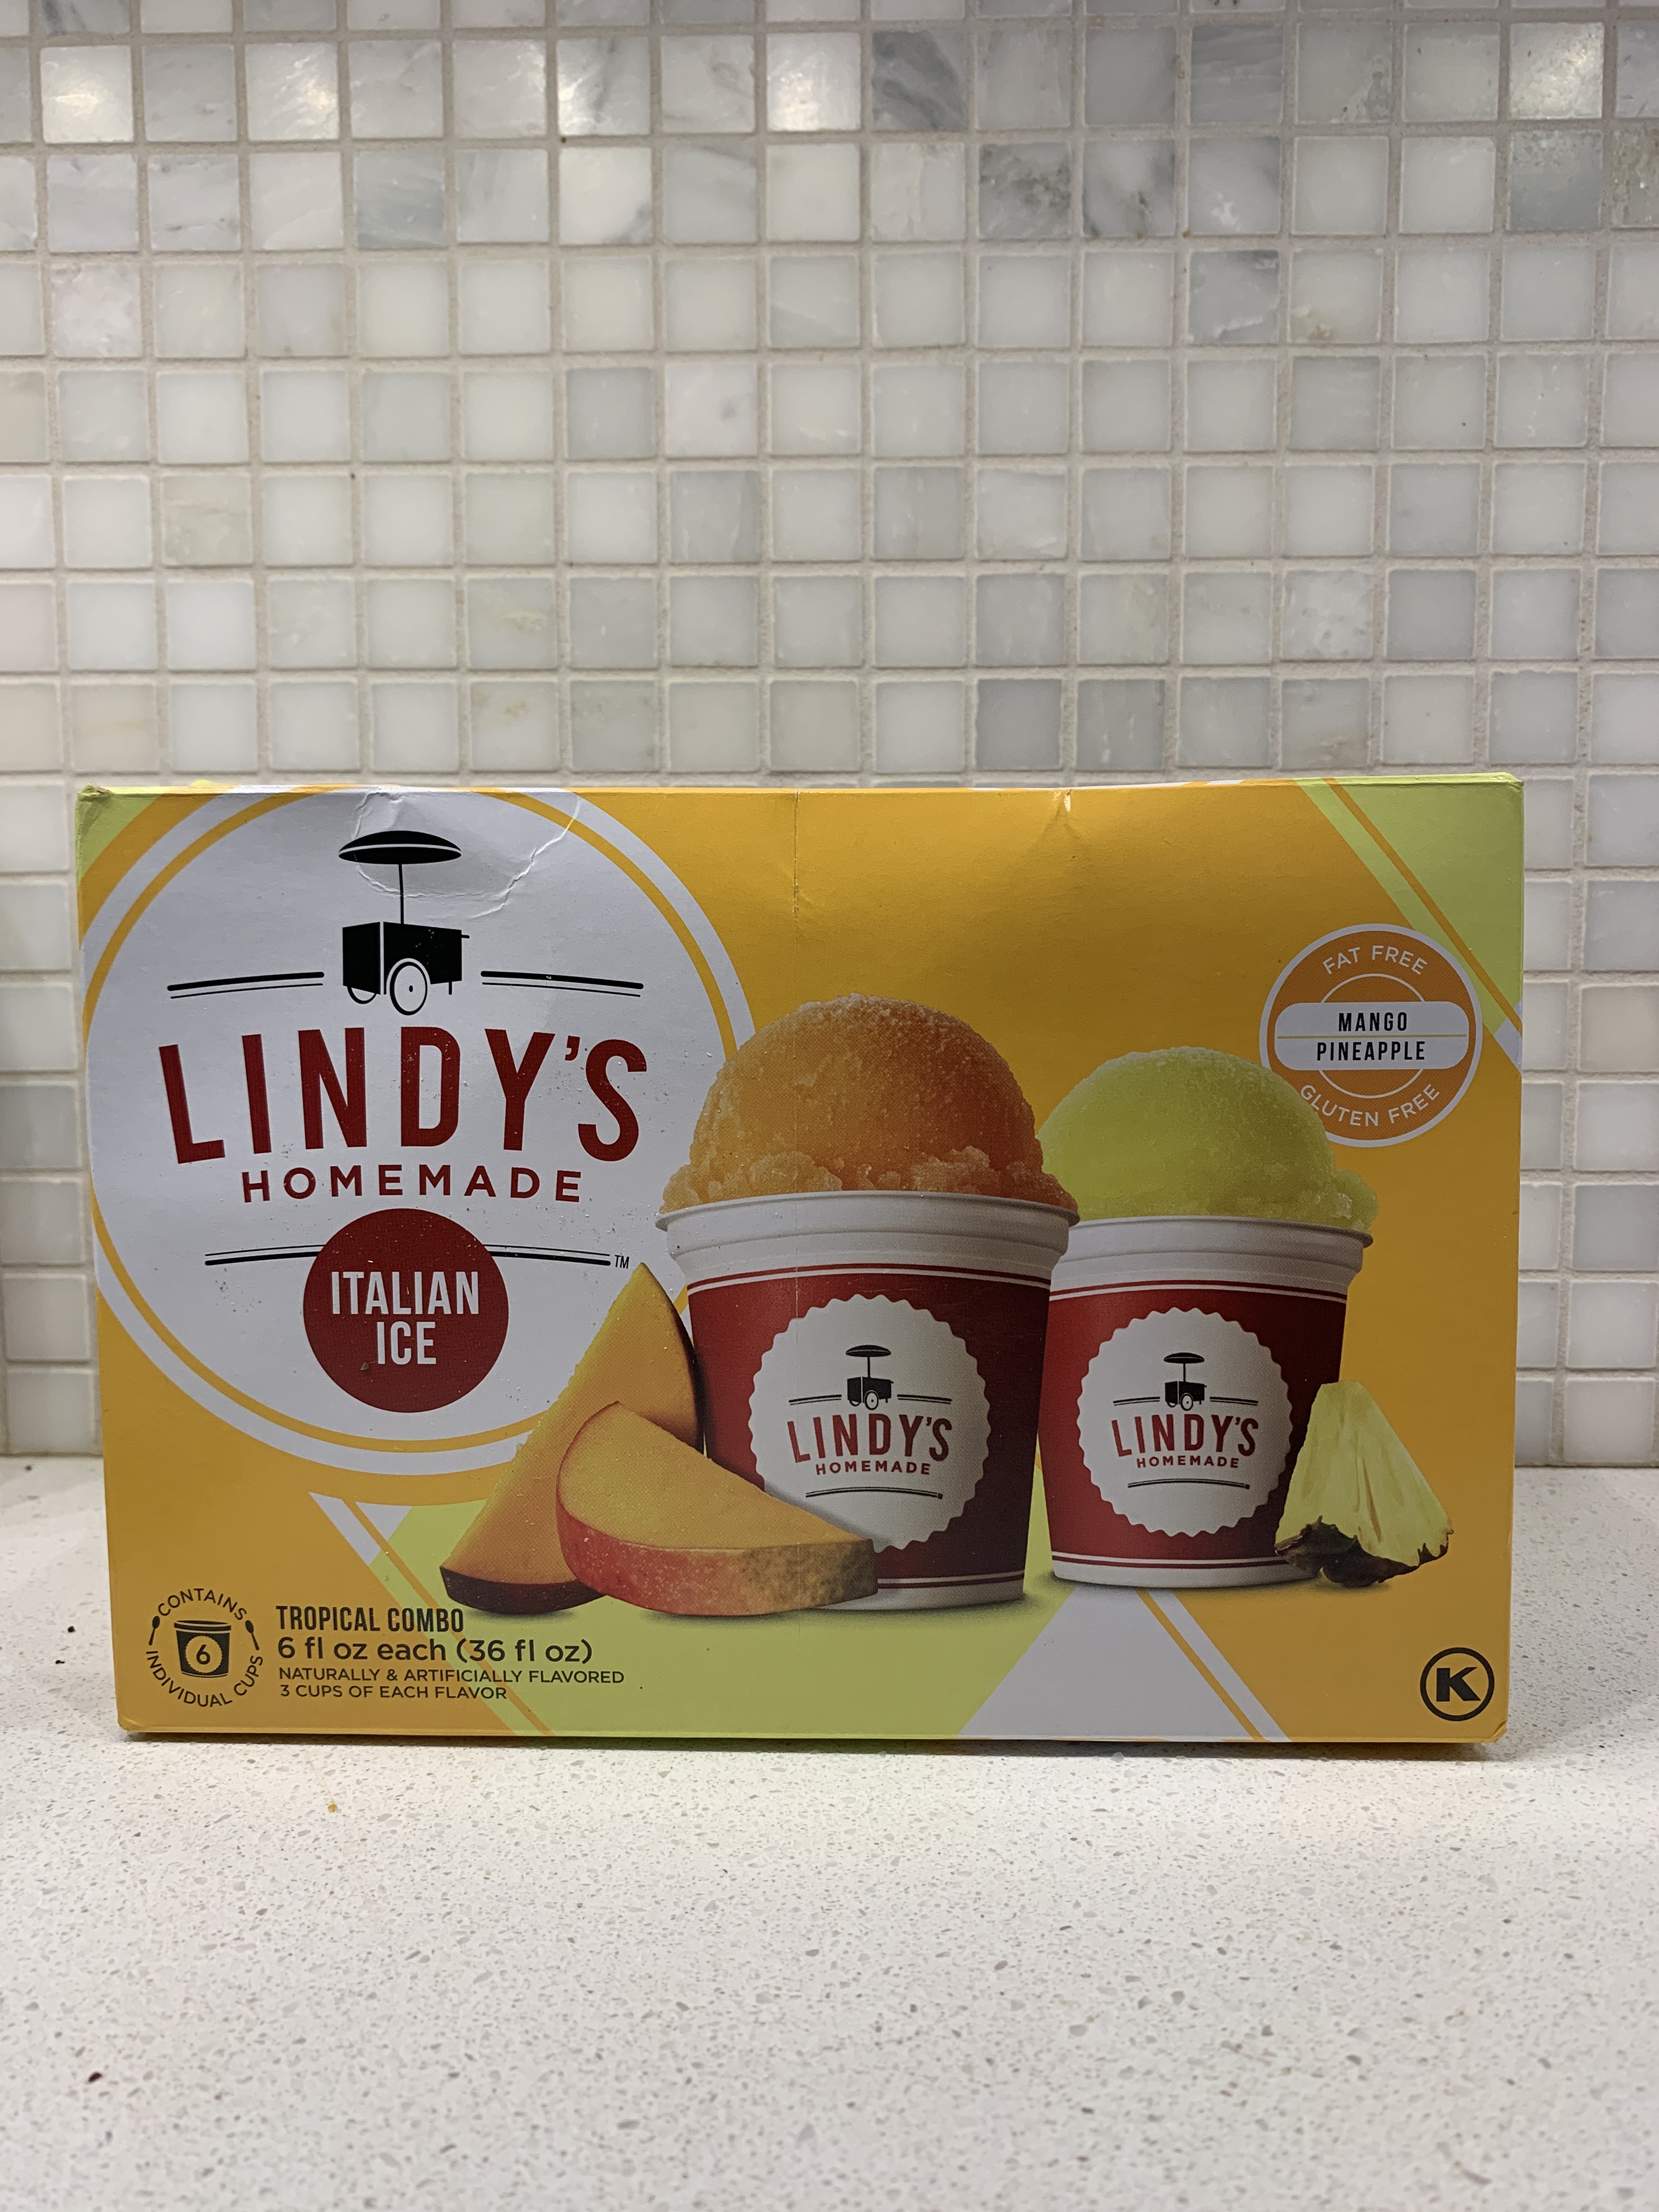 LINDY'S
HOMEMADE
TM
ITALIAN
ICE
FAT FREE
MANGO
PINEAPPLE
GLUTEN FREE
LINDY'S
HOMEMADE
LINDY'S
HOMEMADE
CONTAINS
6
INDIVIDUAL CUPS
TROPICAL COMBO
6 fl oz each (36 fl oz)
NATURALLY & ARTIFICIALLY FLAVORED
3 CUPS OF EACH FLAVOR
K